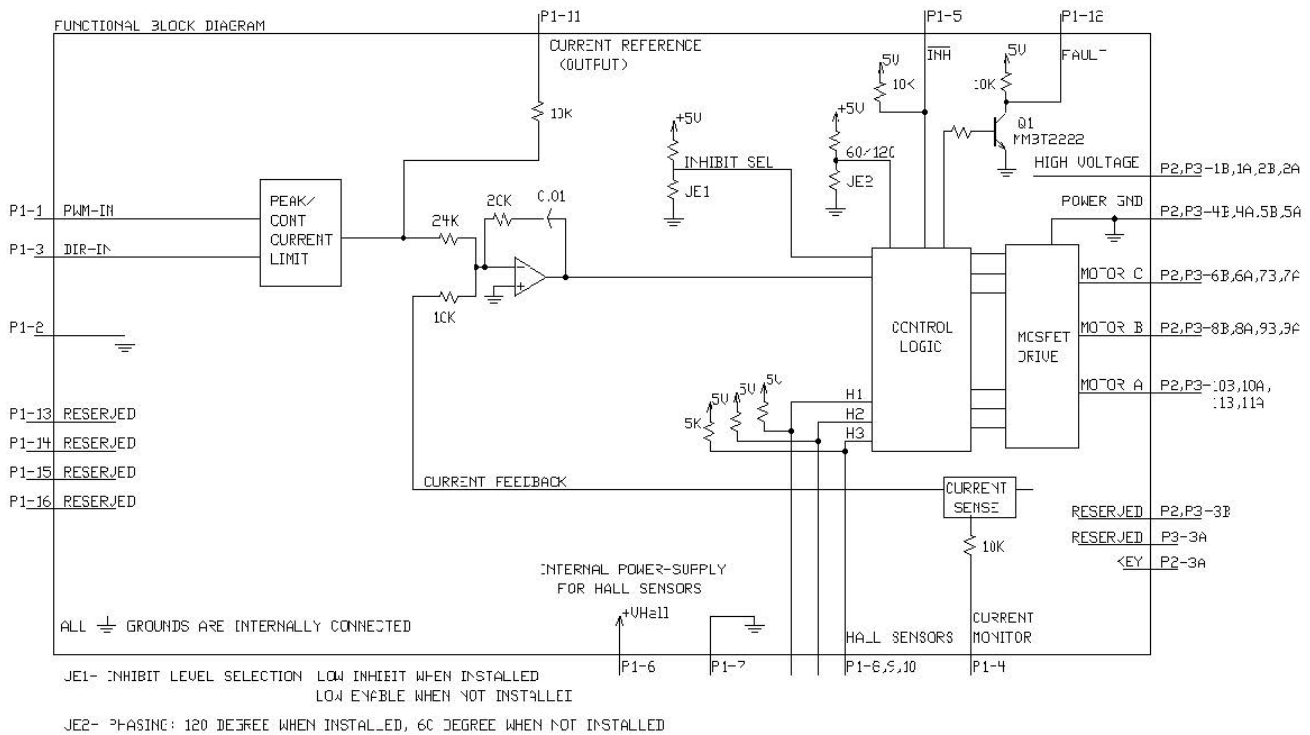 P1-11
P1-5
P1-12
FUNCTIONAL BLOCK DIAGRAM
CURRENT REFERENCE
(OUTPUT)
INH
FAULT
5V
10K
5V
10K
10K
+5V
+5V
Q1
MMBT2222
INHIBIT SEL
60/120
HIGH VOLTAGE
P2,P3-1B,1A,2B,2A
JE1
JE2
P1-1
PWM-IN
PEAK/
CONT
CURRENT
LIMIT
20K
C.01
24K
POWER GND
P2,P3-4B,4A,5B,5A
P1-3
DIR-IN
MOTOR C
P2,P3-6B,6A,7B,7A
10K
P1-2
CONTROL
LOGIC
MOSFET
DRIVE
MOTOR B
P2,P3-8B,8A,9B,9A
5V
5V
5V
5K
H1
H2
H3
MOTOR A
P2,P3-10B,10A,
11B,11A
P1-13 RESERVED
P1-14 RESERVED
P1-15 RESERVED
P1-16 RESERVED
CURRENT FEEDBACK
CURRENT
SENSE
RESERVED
P2,P3-3B
RESERVED
P3-3A
KEY
P2-3A
10K
INTERNAL POWER-SUPPLY
FOR HALL SENSORS
+VHall
ALL GROUNDS ARE INTERNALLY CONNECTED
HALL SENSORS
CURRENT
MONITOR
P1-6
P1-7
P1-8,9,10
P1-4
JE1- INHIBIT LEVEL SELECTION LOW INHIBIT WHEN INSTALLED
LOW ENABLE WHEN NOT INSTALLED
JE2- PHASING: 120 DEGREE WHEN INSTALLED, 60 DEGREE WHEN NOT INSTALLED